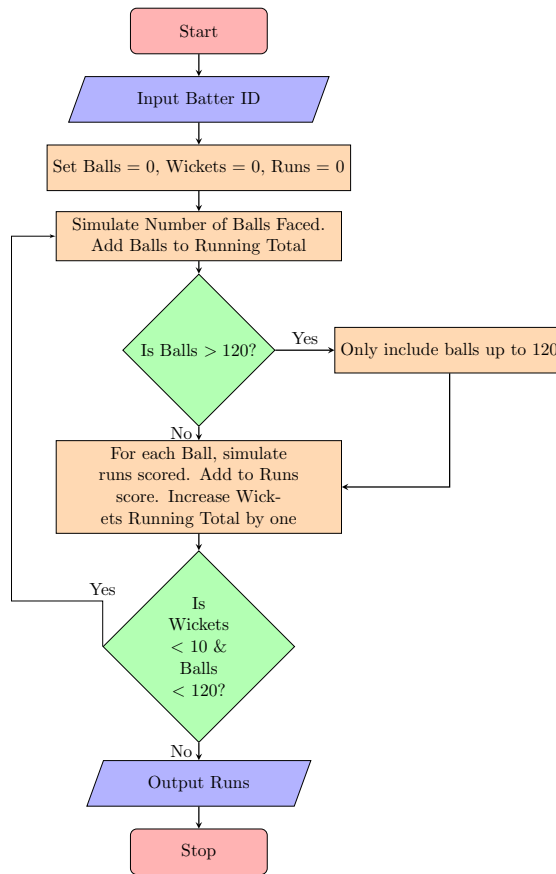 Start
Input Batter ID
Set Balls = 0, Wickets = 0, Runs = 0
Simulate Number of Balls Faced.
Add Balls to Running Total
Is Balls > 120?
Yes
Only include balls up to 120
No
For each Ball, simulate
runs scored. Add to Runs
score. Increase Wick-
ets Running Total by one
Yes
Is
Wickets
< 10 &
Balls
< 120?
No
Output Runs
Stop